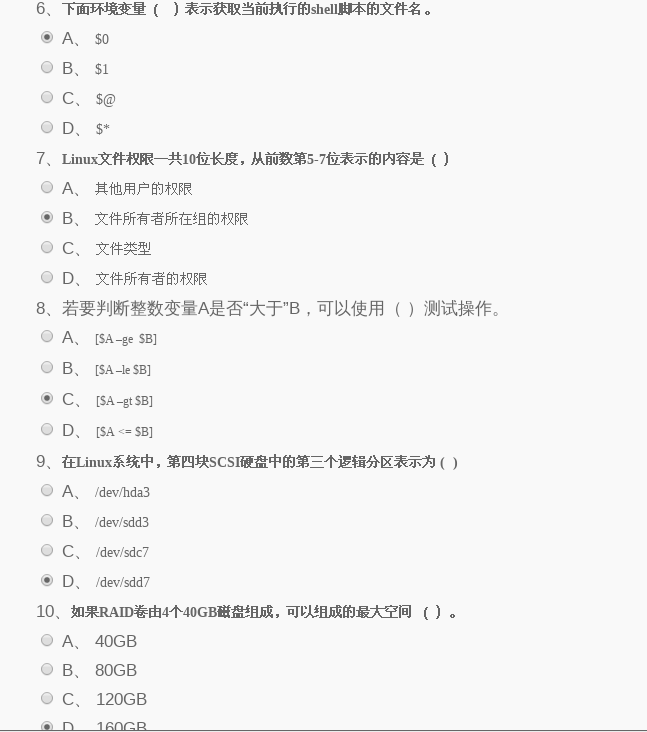 6、下面环境变量（ ）表示获取当前执行的shell脚本的文件名。
A、 $0
B、 $1
C、 $@
D、 $*
7、Linux文件权限一共10位长度，从前数第5-7位表示的内容是（ ）
A、 其他用户的权限
B、 文件所有者所在组的权限
C、 文件类型
D、 文件所有者的权限
8、若要判断整数变量A是否“大于”B，可以使用（ ）测试操作。
A、 [$A –ge $B]
B、 [$A –le $B]
C、 [$A –gt $B]
D、 [$A <= $B]
9、在Linux系统中，第四块SCSI硬盘中的第三个逻辑分区表示为（ ）
A、 /dev/hda3
B、 /dev/sdd3
C、 /dev/sdc7
D、 /dev/sdd7
10、如果RAID卷由4个40GB磁盘组成，可以组成的最大空间 （ ）。
A、 40GB
B、 80GB
C、 120GB
D、 160GB